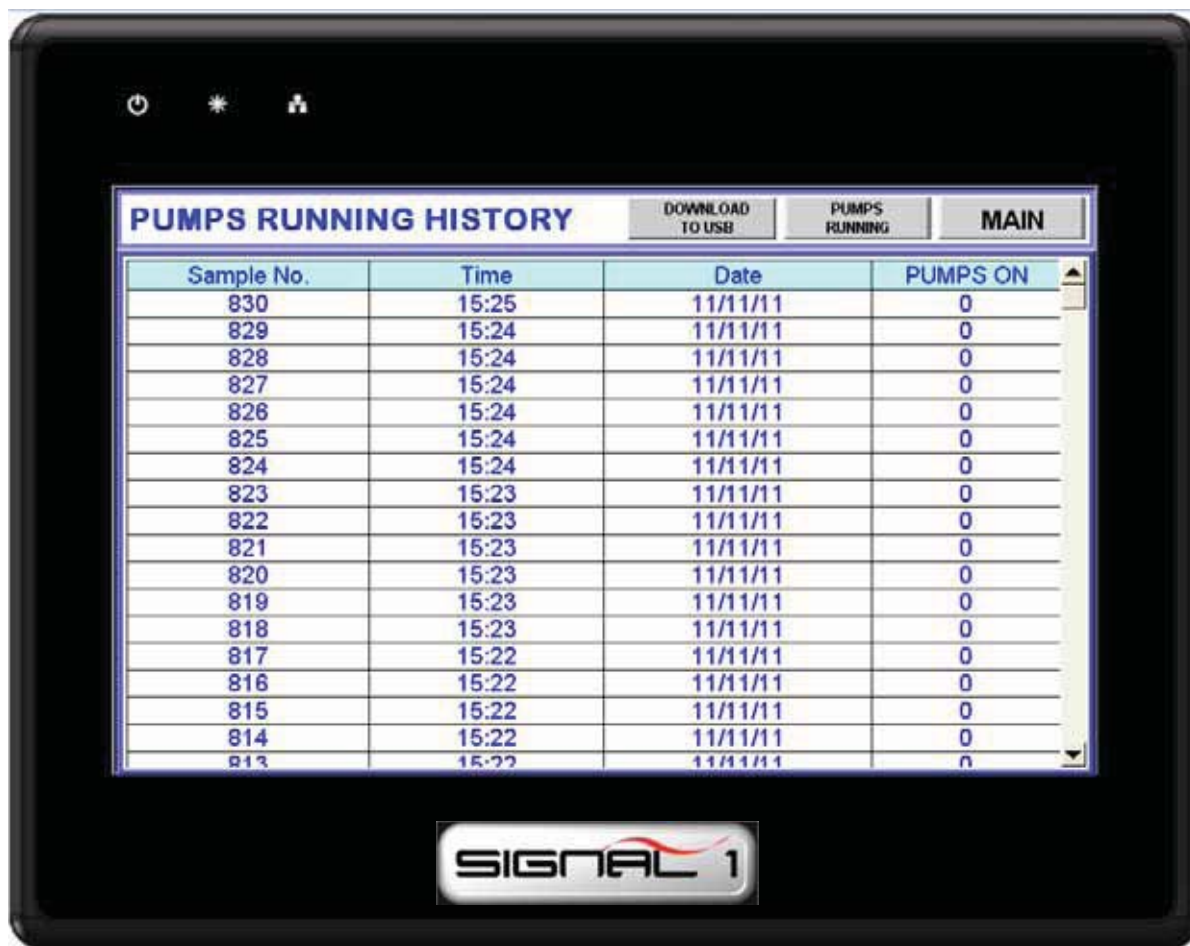 PUMPS RUNNING HISTORY
DOWNLOAD
TO USB
PUMPS
RUNNING
MAIN
Sample No. Time Date PUMPS ON
830 15:25 11/11/11 0
829 15:24 11/11/11 0
828 15:24 11/11/11 0
827 15:24 11/11/11 0
826 15:24 11/11/11 0
825 15:24 11/11/11 0
824 15:24 11/11/11 0
823 15:23 11/11/11 0
822 15:23 11/11/11 0
821 15:23 11/11/11 0
820 15:23 11/11/11 0
819 15:23 11/11/11 0
818 15:23 11/11/11 0
817 15:22 11/11/11 0
816 15:22 11/11/11 0
815 15:22 11/11/11 0
814 15:22 11/11/11 0
813 15:22 11/11/11 0
SIGNAL 1